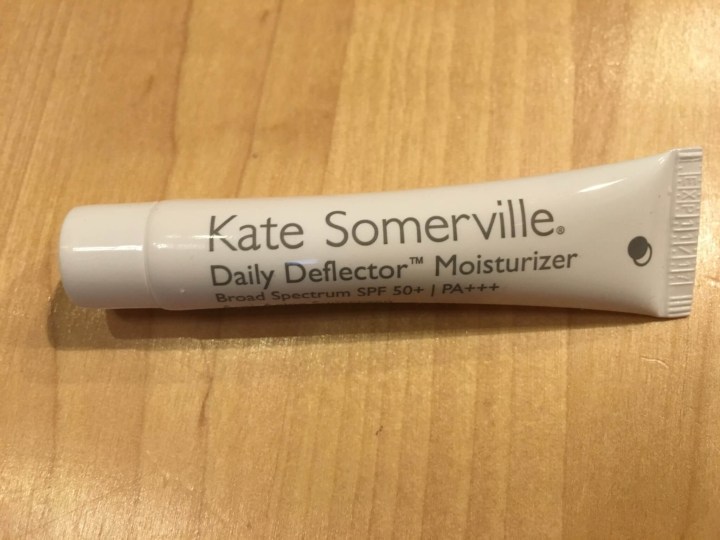 Kate Somerville®
Daily Deflector™ Moisturizer
Broad Spectrum SPF 50+ | PA+++